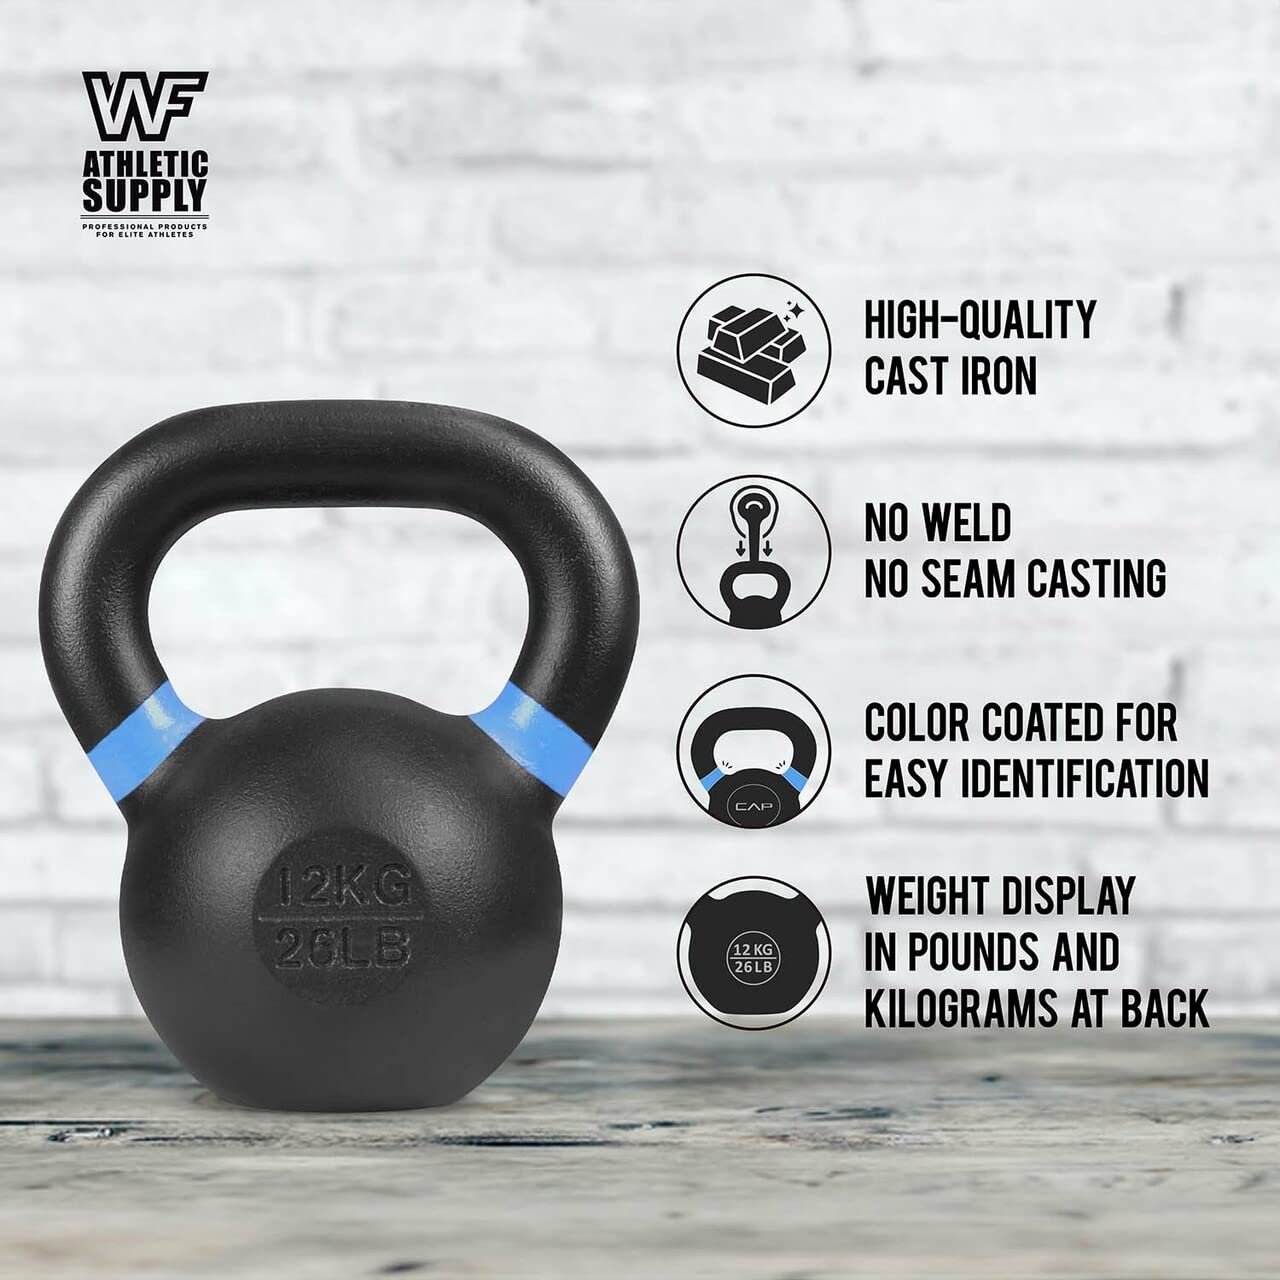 WF
ATHLETIC
SUPPLY
PROFESSIONAL PRODUCTS
FOR ELITE ATHLETES
HIGH-QUALITY
CAST IRON
NO WELD
NO SEAM CASTING
COLOR COATED FOR
EASY IDENTIFICATION
CAP
WEIGHT DISPLAY
IN POUNDS AND
KILOGRAMS AT BACK
12 KG
26 LB
12KG
26LB